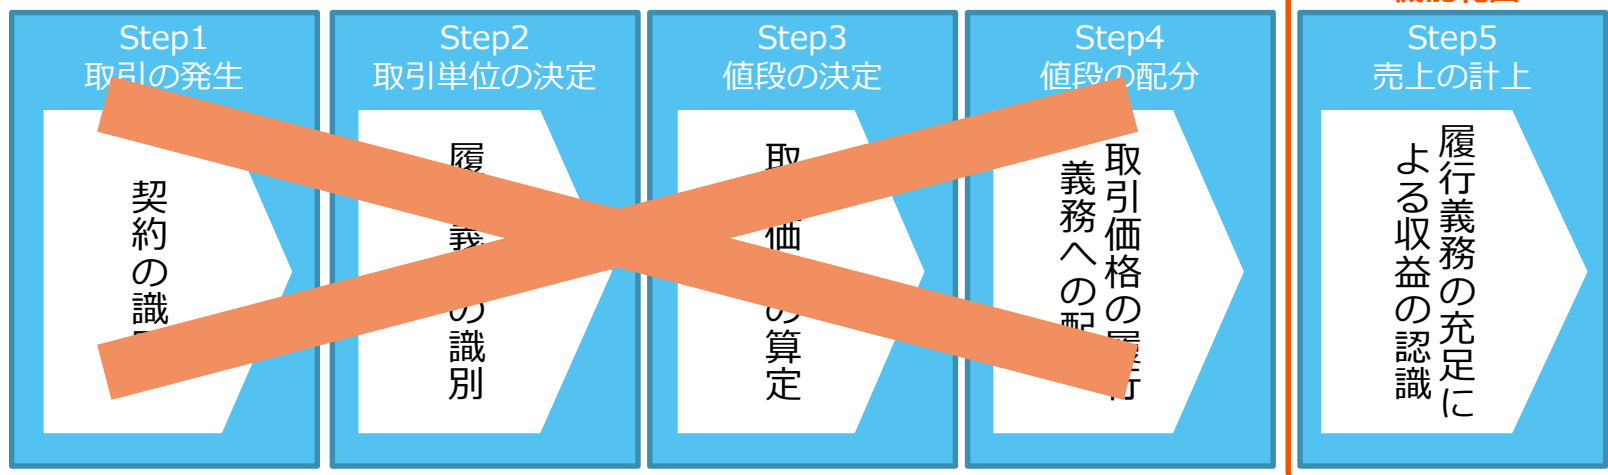 Step1
取引の発生
契約の識
Step2
取引単位の決定
の識別
Step3
値段の決定
の算定
Step4
値段の配分
取引価格の履行
義務への配
Step5
売上の計上
履行義務の充足に
よる収益の認識